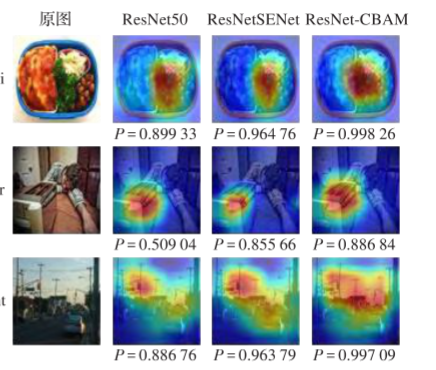 原图 ResNet50 ResNetSENet ResNet-CBAM
i
P = 0.899 33 P = 0.964 76 P = 0.998 26
r
P = 0.509 04 P = 0.855 66 P = 0.886 84
t
P = 0.886 76 P = 0.963 79 P = 0.997 09